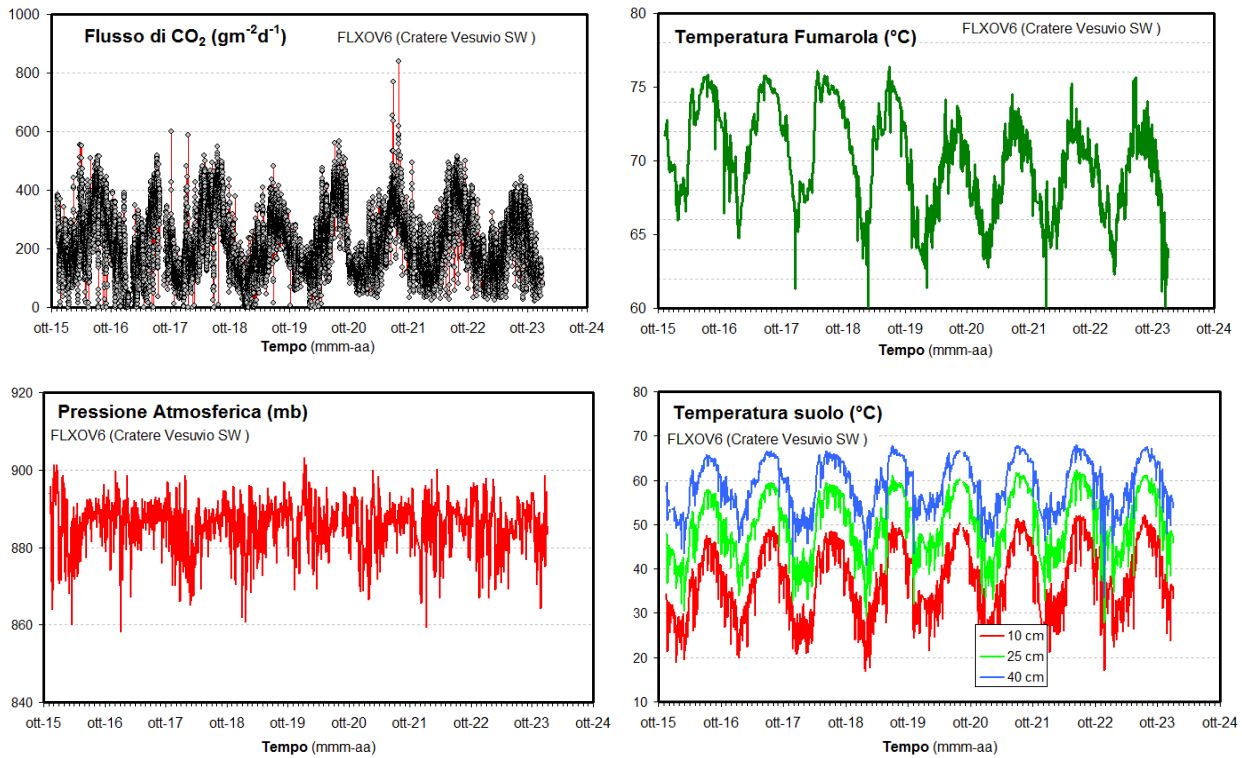 Flusso di CO₂ (gm⁻²d⁻¹) FLXOV6 (Cratere Vesuvio SW )
1000
800
600
400
200
0
ott-15 ott-16 ott-17 ott-18 ott-19 ott-20 ott-21 ott-22 ott-23 ott-24
Tempo (mmm-aa)
Temperatura Fumarola (°C) FLXOV6 (Cratere Vesuvio SW )
80
75
70
65
60
ott-15 ott-16 ott-17 ott-18 ott-19 ott-20 ott-21 ott-22 ott-23 ott-24
Tempo (mmm-aa)
Pressione Atmosferica (mb)
FLXOV6 (Cratere Vesuvio SW )
920
900
880
860
840
ott-15 ott-16 ott-17 ott-18 ott-19 ott-20 ott-21 ott-22 ott-23 ott-24
Tempo (mmm-aa)
Temperatura suolo (°C)
FLXOV6 (Cratere Vesuvio SW )
80
70
60
50
40
30
20
10
10 cm
25 cm
40 cm
ott-15 ott-16 ott-17 ott-18 ott-19 ott-20 ott-21 ott-22 ott-23 ott-24
Tempo (mmm-aa)